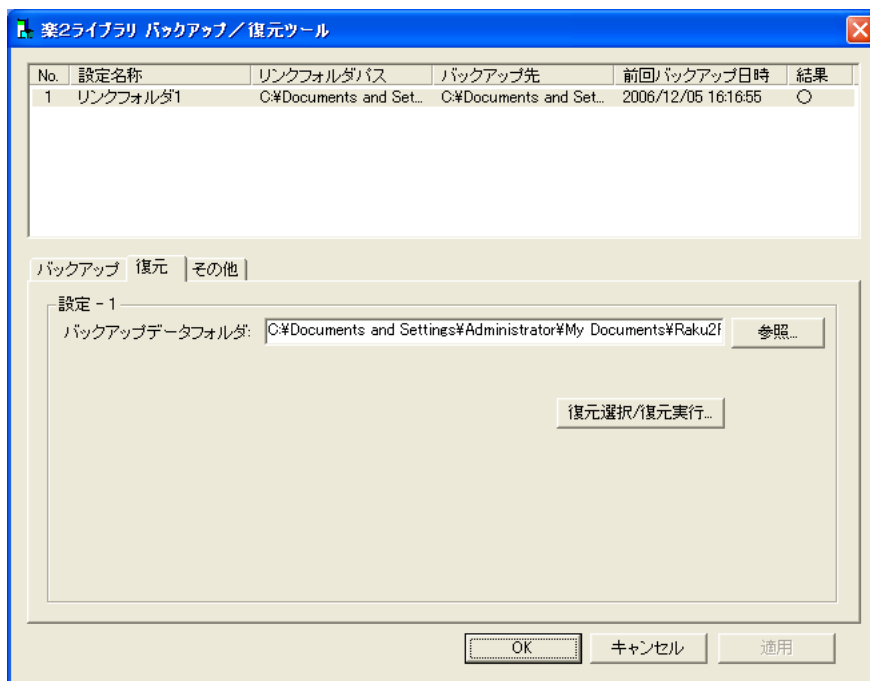 楽2ライブラリ バックアップ／復元ツール
No. 設定名称 リンクフォルダパス バックアップ先 前回バックアップ日時 結果
1 リンクフォルダ1 C:¥Documents and Set... C:¥Documents and Set... 2006/12/05 16:16:55 ○
バックアップ 復元 その他
設定 - 1
バックアップデータフォルダ: C:¥Documents and Settings¥Administrator¥My Documents¥Raku2F 参照...
復元選択/復元実行...
OK キャンセル 適用